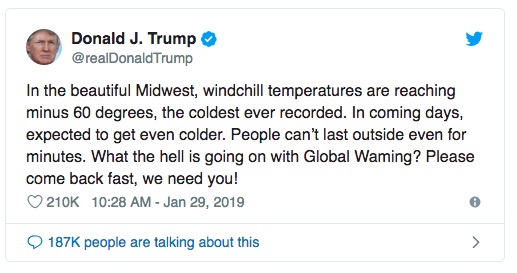 Donald J. Trump
@realDonaldTrump
In the beautiful Midwest, windchill temperatures are reaching
minus 60 degrees, the coldest ever recorded. In coming days,
expected to get even colder. People can’t last outside even for
minutes. What the hell is going on with Global Waming? Please
come back fast, we need you!
210K 10:28 AM - Jan 29, 2019
187K people are talking about this